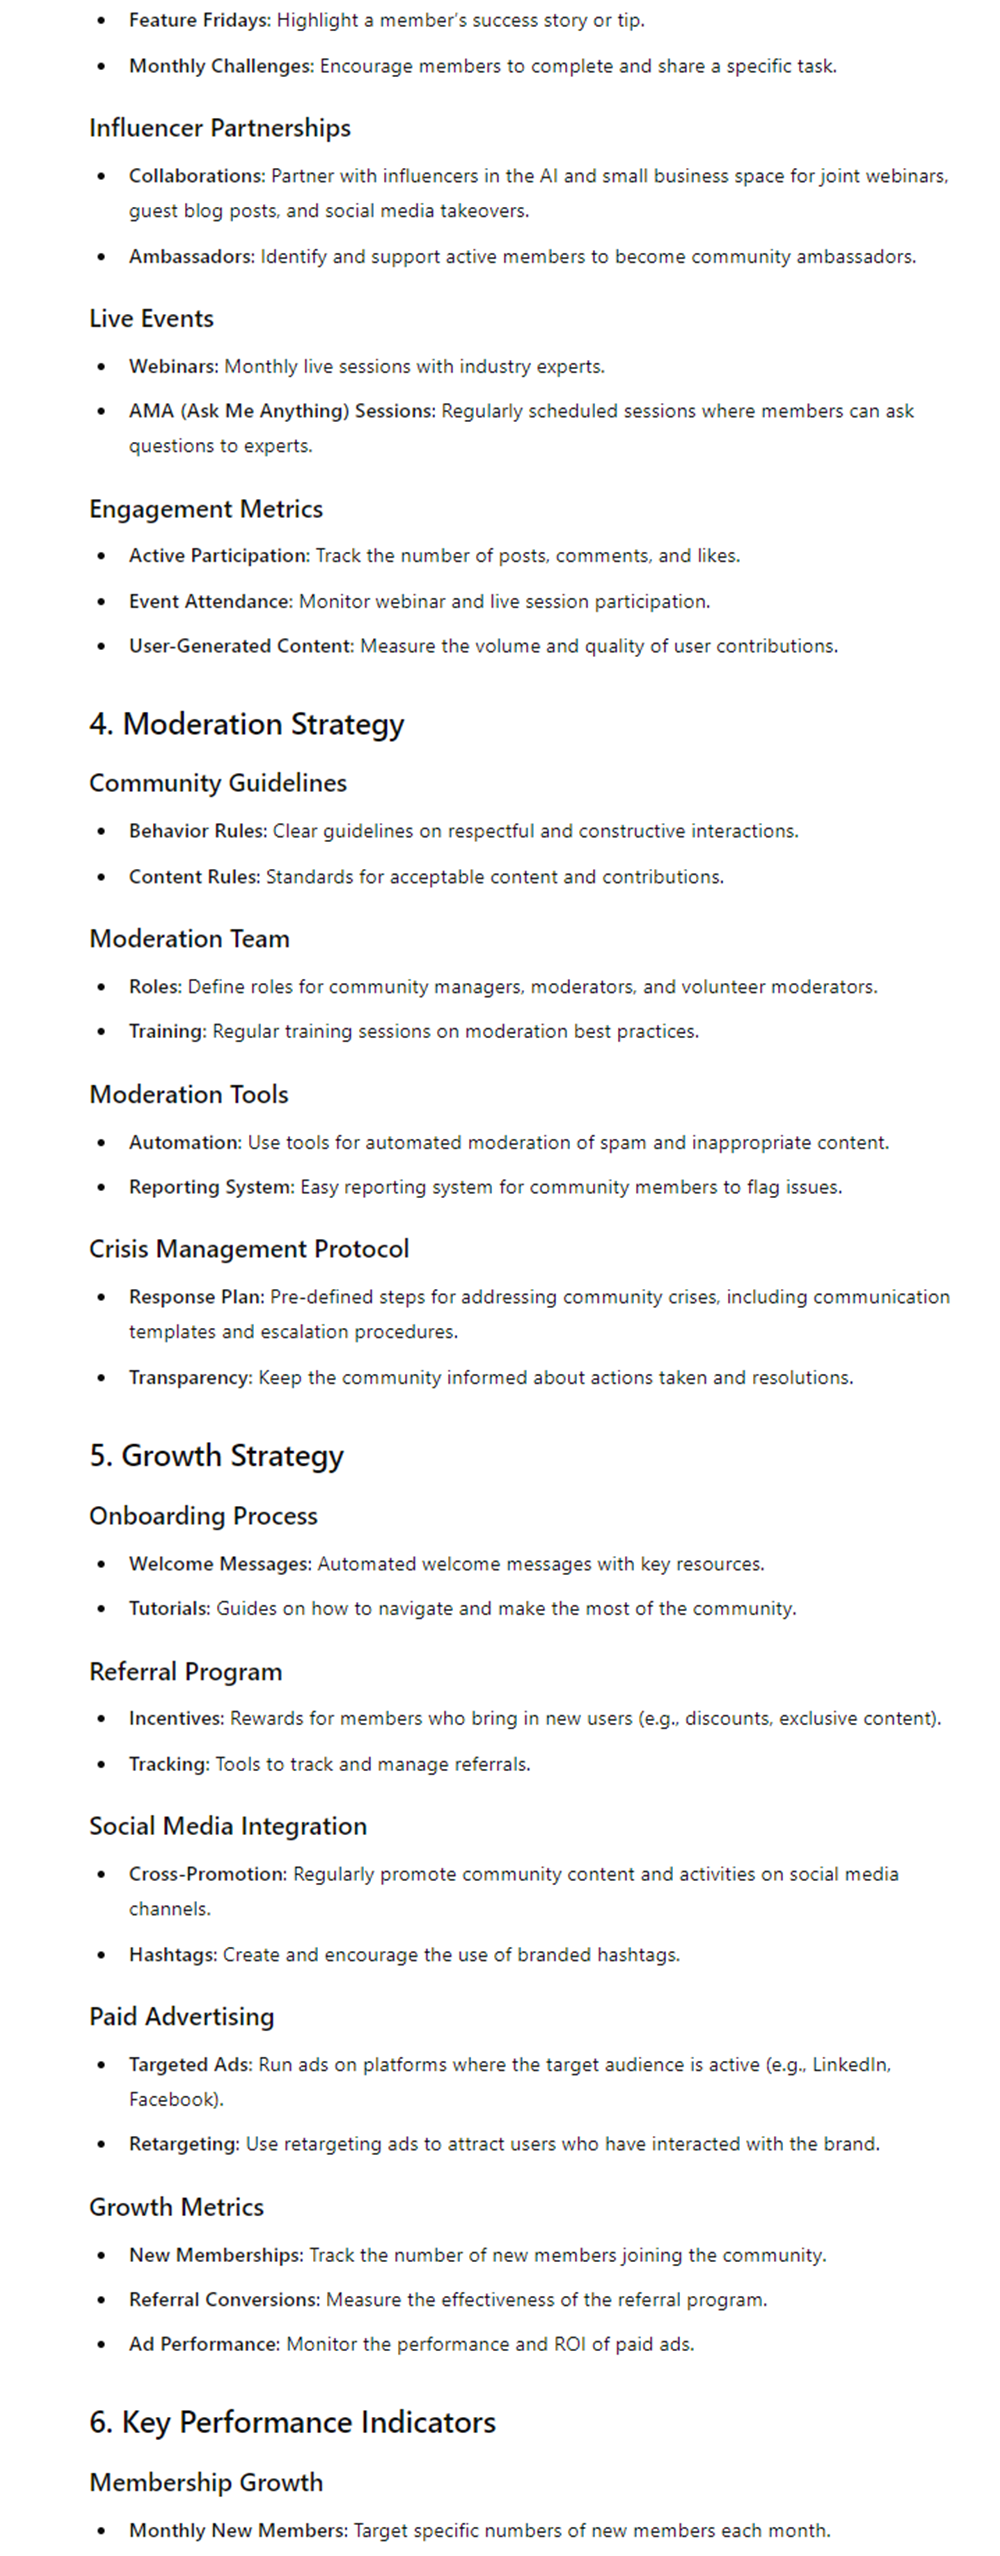 • Feature Fridays: Highlight a member's success story or tip.
• Monthly Challenges: Encourage members to complete and share a specific task.
Influencer Partnerships
• Collaborations: Partner with influencers in the AI and small business space for joint webinars,
guest blog posts, and social media takeovers.
• Ambassadors: Identify and support active members to become community ambassadors.
Live Events
• Webinars: Monthly live sessions with industry experts.
• AMA (Ask Me Anything) Sessions: Regularly scheduled sessions where members can ask
questions to experts.
Engagement Metrics
• Active Participation: Track the number of posts, comments, and likes.
• Event Attendance: Monitor webinar and live session participation.
• User-Generated Content: Measure the volume and quality of user contributions.
4. Moderation Strategy
Community Guidelines
• Behavior Rules: Clear guidelines on respectful and constructive interactions.
• Content Rules: Standards for acceptable content and contributions.
Moderation Team
• Roles: Define roles for community managers, moderators, and volunteer moderators.
• Training: Regular training sessions on moderation best practices.
Moderation Tools
• Automation: Use tools for automated moderation of spam and inappropriate content.
• Reporting System: Easy reporting system for community members to flag issues.
Crisis Management Protocol
• Response Plan: Pre-defined steps for addressing community crises, including communication
templates and escalation procedures.
• Transparency: Keep the community informed about actions taken and resolutions.
5. Growth Strategy
Onboarding Process
• Welcome Messages: Automated welcome messages with key resources.
• Tutorials: Guides on how to navigate and make the most of the community.
Referral Program
• Incentives: Rewards for members who bring in new users (e.g., discounts, exclusive content).
• Tracking: Tools to track and manage referrals.
Social Media Integration
• Cross-Promotion: Regularly promote community content and activities on social media
channels.
• Hashtags: Create and encourage the use of branded hashtags.
Paid Advertising
• Targeted Ads: Run ads on platforms where the target audience is active (e.g., LinkedIn,
Facebook).
• Retargeting: Use retargeting ads to attract users who have interacted with the brand.
Growth Metrics
• New Memberships: Track the number of new members joining the community.
• Referral Conversions: Measure the effectiveness of the referral program.
• Ad Performance: Monitor the performance and ROI of paid ads.
6. Key Performance Indicators
Membership Growth
• Monthly New Members: Target specific numbers of new members each month.